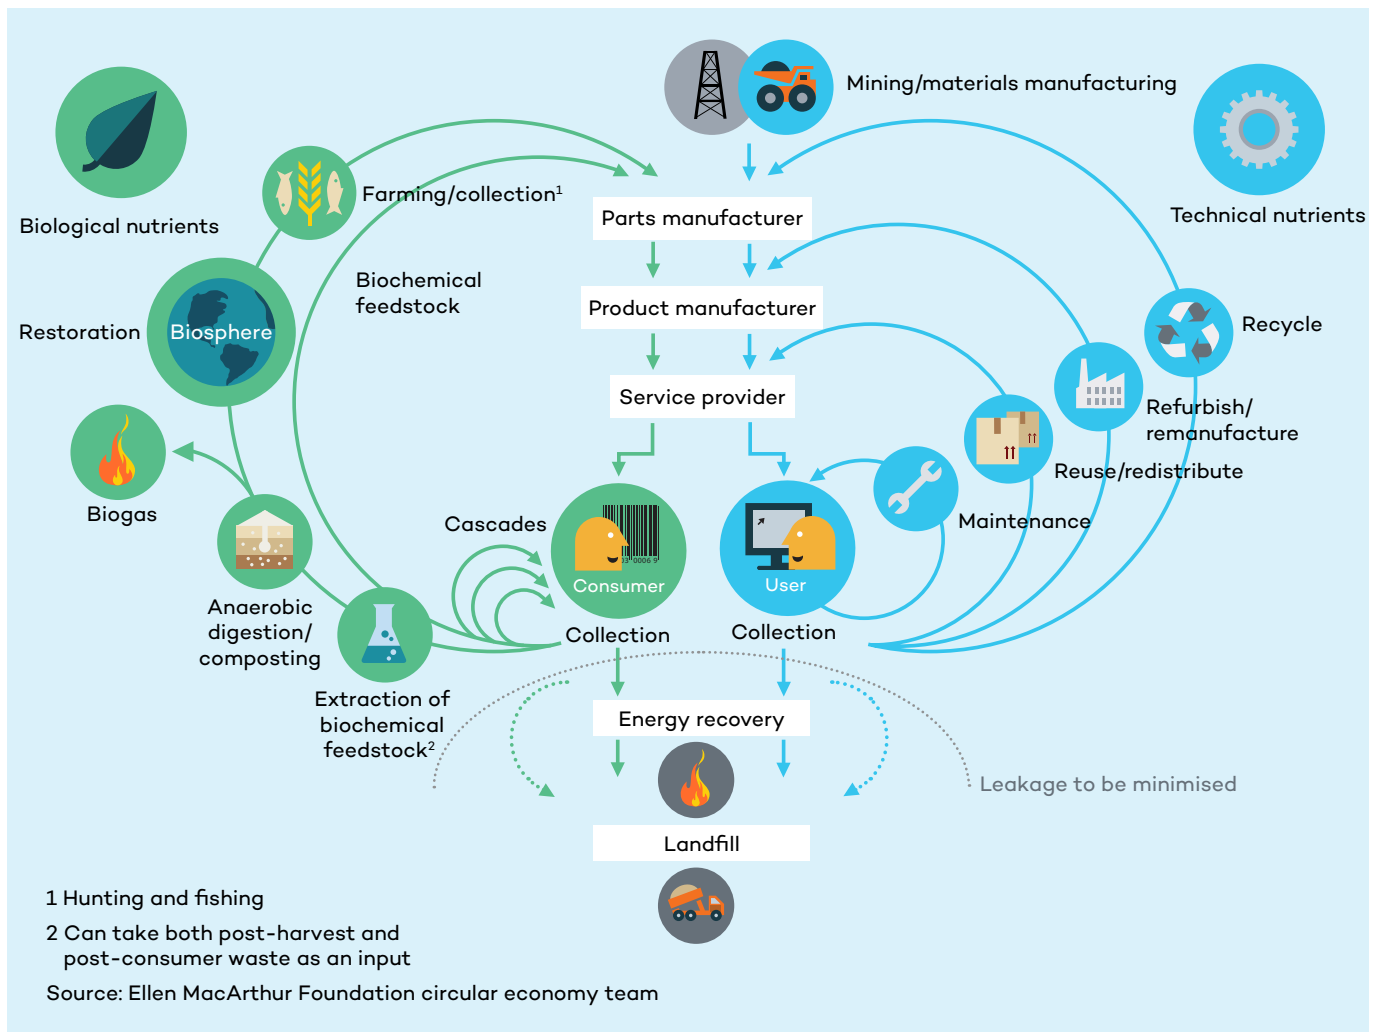 Mining/materials manufacturing
Biological nutrients
Technical nutrients
Farming/collection¹
Parts manufacturer
Biochemical
feedstock
Product manufacturer
Restoration
Biosphere
Recycle
Service provider
Refurbish/
remanufacture
Reuse/redistribute
Biogas
Cascades
Maintenance
03 0006 9
Consumer
User
Anaerobic
digestion/
composting
Collection
Collection
Extraction of
biochemical
feedstock²
Energy recovery
Leakage to be minimised
Landfill
1 Hunting and fishing
2 Can take both post-harvest and
post-consumer waste as an input
Source: Ellen MacArthur Foundation circular economy team